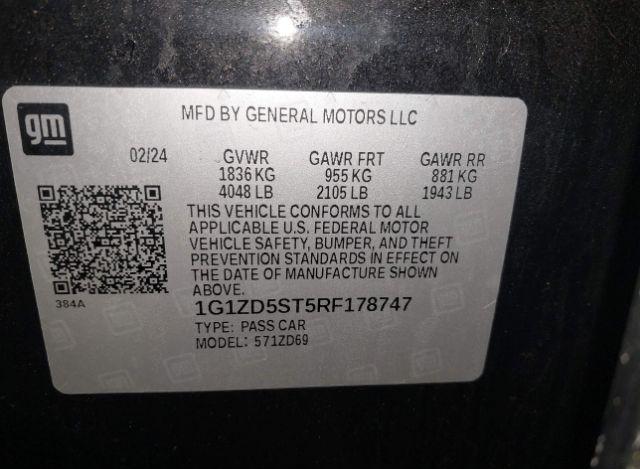 gm
MFD BY GENERAL MOTORS LLC
02/24 GVWR GAWR FRT GAWR RR
1836 KG 955 KG 881 KG
4048 LB 2105 LB 1943 LB
THIS VEHICLE CONFORMS TO ALL
APPLICABLE U.S. FEDERAL MOTOR
VEHICLE SAFETY, BUMPER, AND THEFT
PREVENTION STANDARDS IN EFFECT ON
THE DATE OF MANUFACTURE SHOWN
ABOVE.
384A
1G1ZD5ST5RF178747
TYPE: PASS CAR
MODEL: 571ZD69